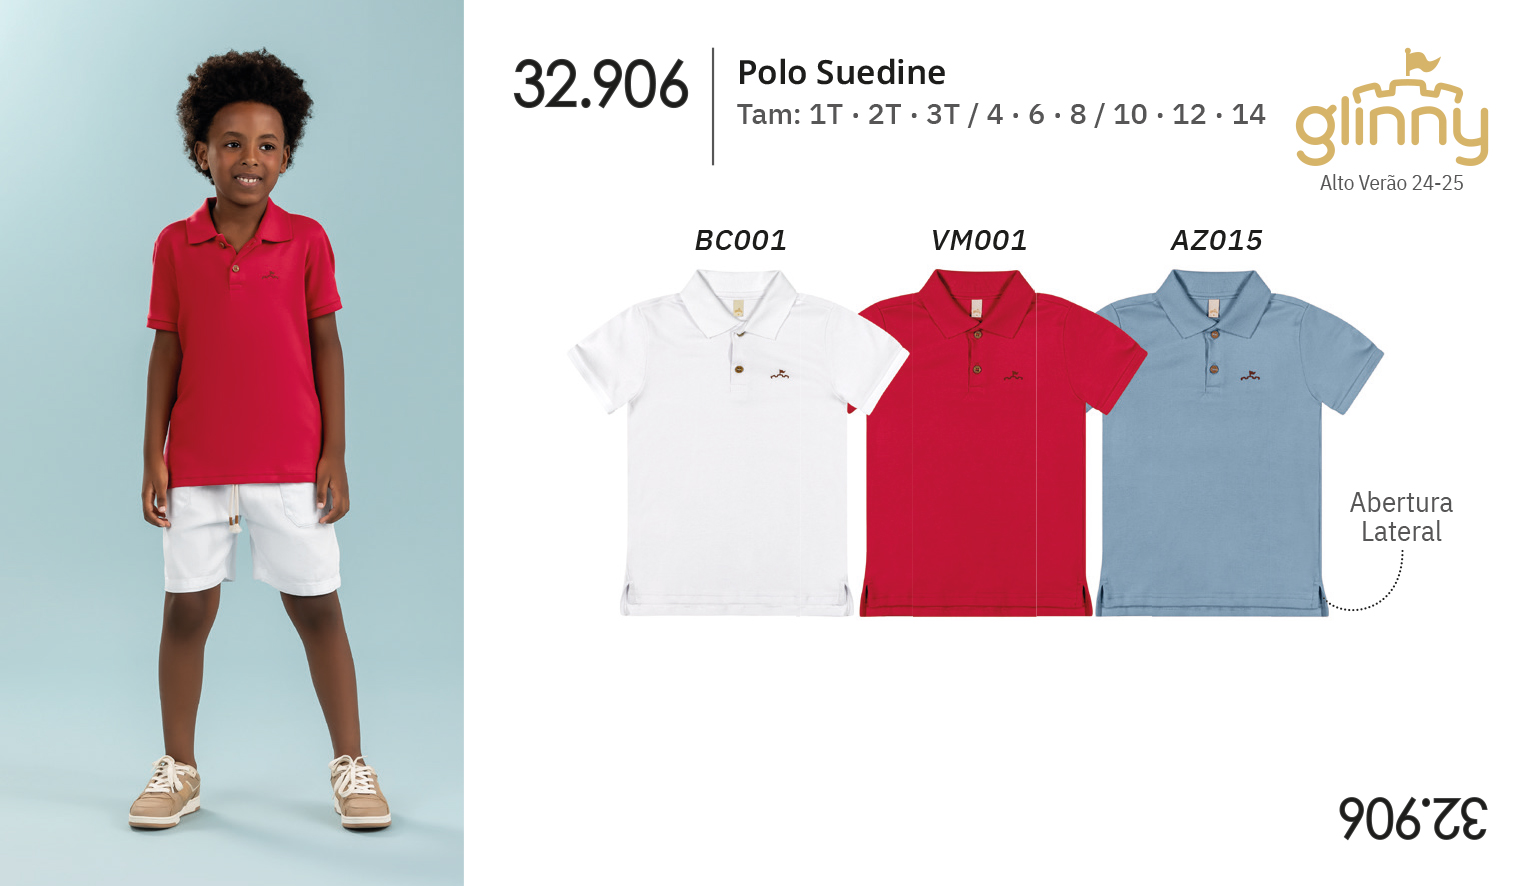 32.906
Polo Suedine
Tam: 1T · 2T · 3T / 4 · 6 · 8 / 10 · 12 · 14
glinny
Alto Verão 24-25
BC001
VM001
AZ015
Abertura
Lateral
32.906